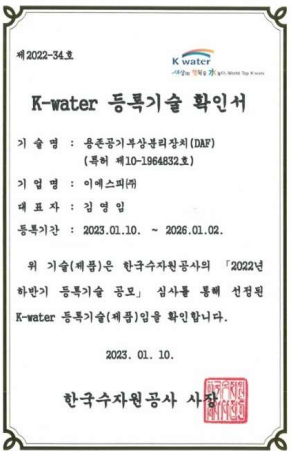 제2022-34호
K water
World Top K-water
K-water 등록기술 확인서
기 술 명 : 용존공기부상분리장치(DAF)
(특허 제10-1964832호)
기 업 명 : 이에스피㈜
대 표 자 : 김영임
등록기간 : 2023.01.10. ~ 2026.01.02.
위 기술(제품)은 한국수자원공사의 「2022년
하반기 등록기술 공모」 심사를 통해 선정된
K-water 등록기술(제품)임을 확인합니다.
2023. 01. 10.
한국수자원공사 사장